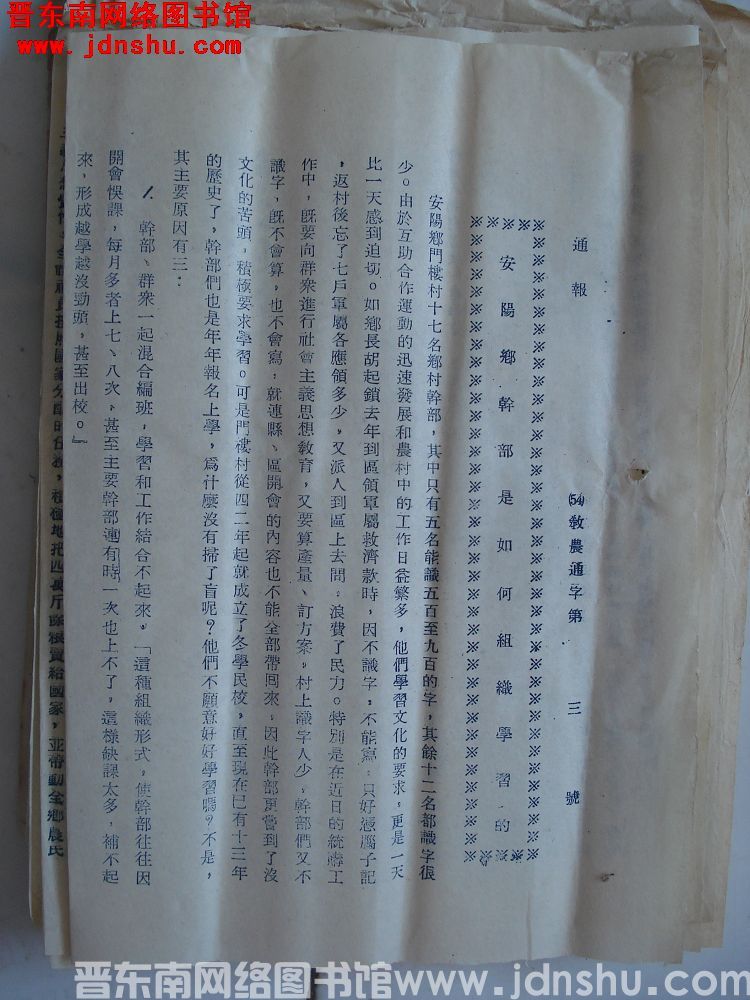 晋东南网络图书馆
www.jdnshu.com
通報
(54)敎農通字第 三 號
※※※※※※※※※※※※※※※※※※※※※※※※※※※※※※
安陽鄉幹部是如何組織學習的
※※※※※※※※※※※※※※※※※※※※※※※※※※※※※※
安陽鄉門樓村十七名鄉村幹部，其中只有五名能識五百至九百的字，其餘十二名都識字很
少。由於互助合作運動的迅速發展和農村中的工作日益繁多，他們學習文化的要求，更是一天
比一天感到迫切。如鄉長胡起鎖去年到區領軍屬救濟款時，因不識字，不能寫，只好憑腦子記
，返村後忘了七戶軍屬各應領多少，又派人到區上去問，浪費了民力。特別是在近日的統購工
作中，旣要向群衆進行社會主義思想敎育，又要算產量、訂方案。村上識字人少，幹部們又不
識字，旣不會算，也不會寫，就連縣、區開會的內容也不能全部帶囘來，因此幹部更嘗到了沒
文化的苦頭，積極要求學習。可是門樓村從四二年起就成立了冬學民校，直至現在已有十三年
的歷史了，幹部們也是年年報名上學，爲什麼沒有掃了盲呢？他們不願意好好學習嗎？不是，
其主要原因有三：
1. 幹部、群衆一起混合編班，學習和工作結合不起來。「這種組織形式，使幹部往往因
開會悞課，每月多者上七、八次，甚至主要幹部連有時一次也上不了，這樣缺課太多，補不起
來，形成越學越沒勁頭，甚至出校。』
賣給國家，並帶動全鄉農民
晋东南网络图书馆www.jdnshu.com